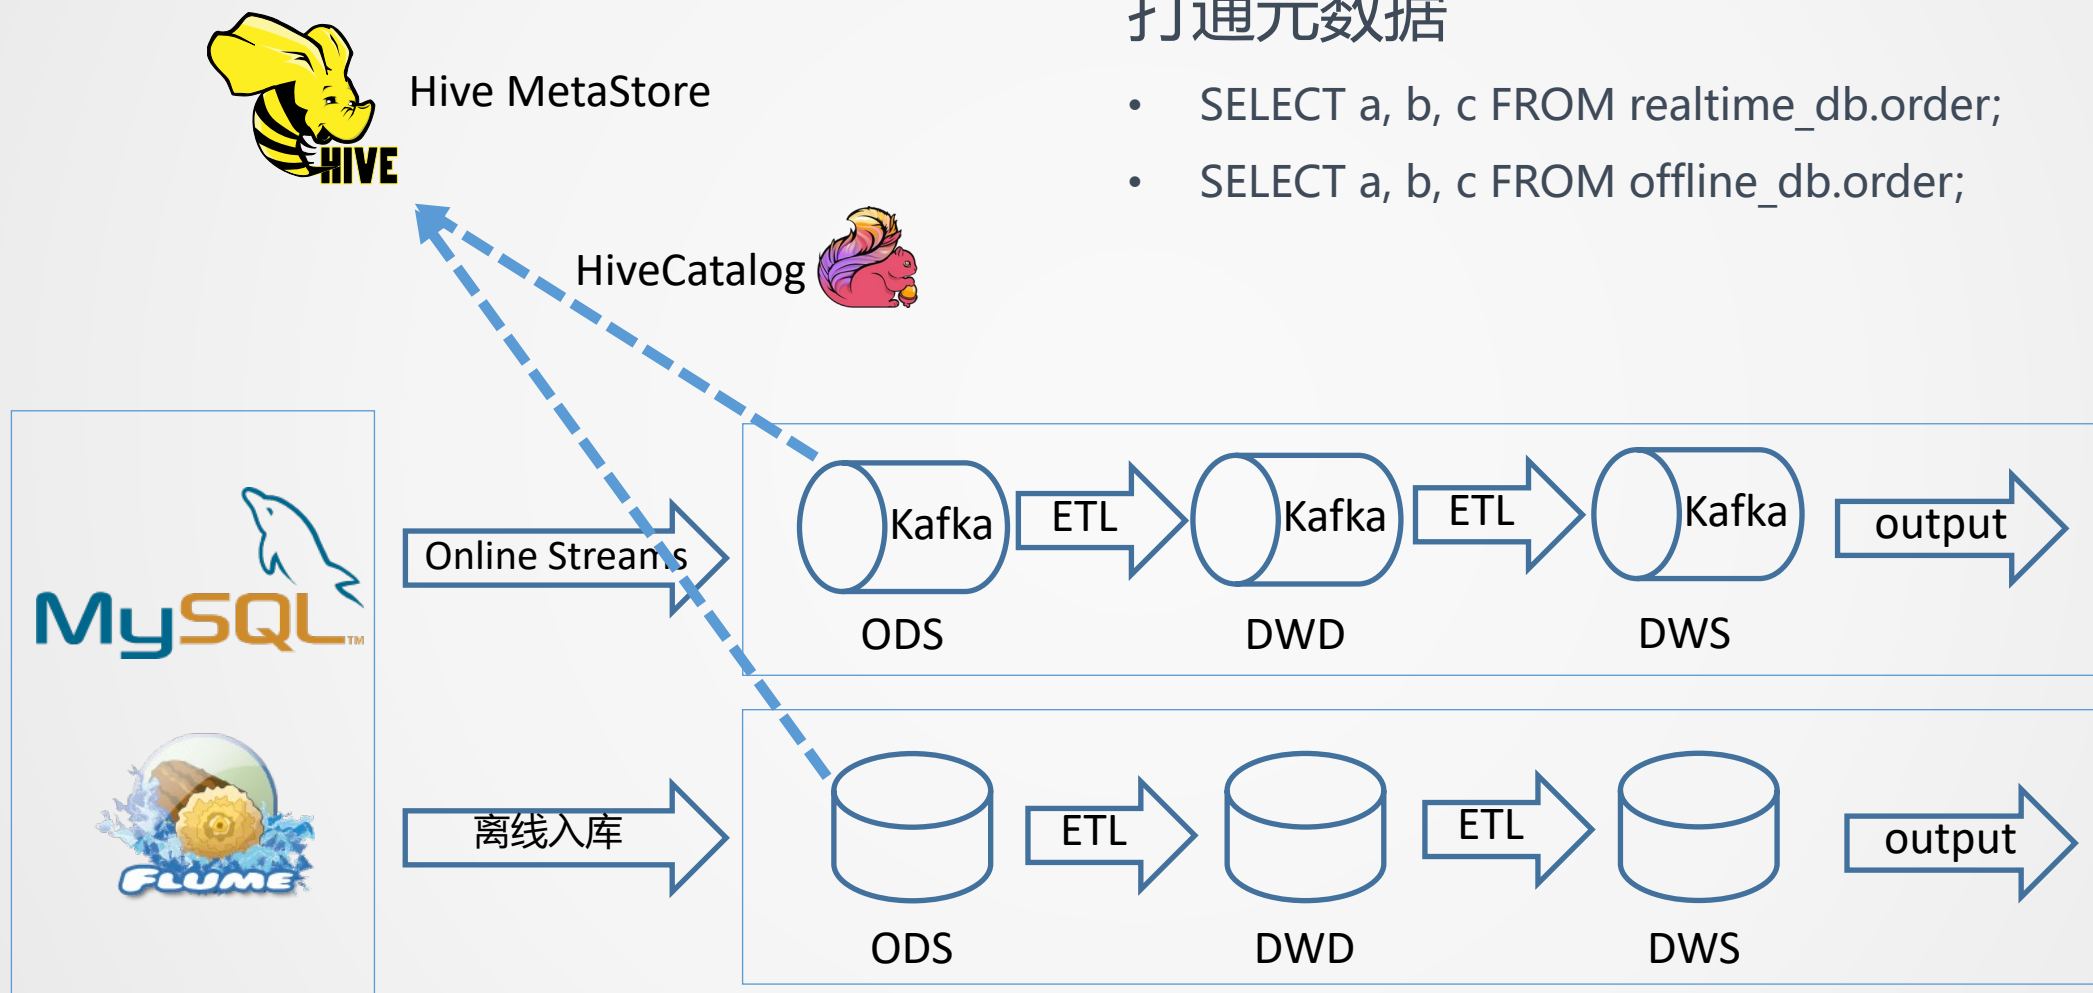 打通元数据
Hive MetaStore
HIVE
• SELECT a, b, c FROM realtime_db.order;
• SELECT a, b, c FROM offline_db.order;
HiveCatalog
MySQL™
FLUME
Online Streams
Kafka
ETL
Kafka
ETL
Kafka
output
ODS
DWD
DWS
离线入库
ETL
ETL
output
ODS
DWD
DWS